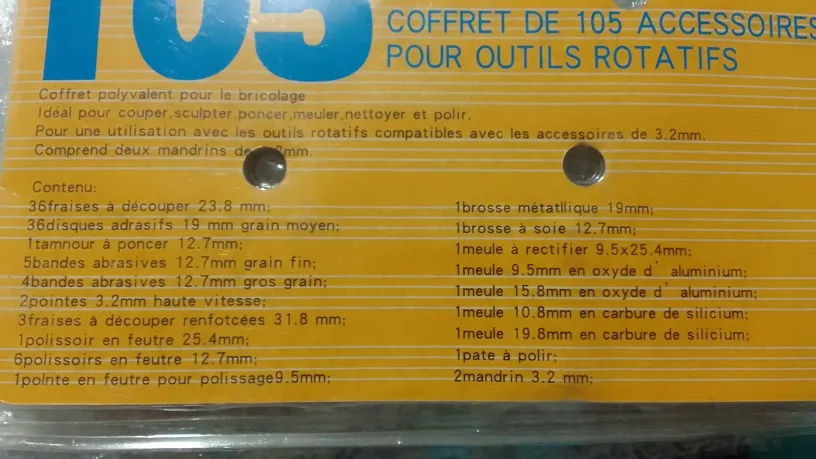 105
COFFRET DE 105 ACCESSOIRES
POUR OUTILS ROTATIFS
Coffret polyvalent pour le bricolage
Idéal pour couper,sculpter,poncer,meuler,nettoyer et polir.
Pour une utilisation avec les outils rotatifs compatibles avec les accessoires de 3.2mm.
Comprend deux mandrins de mm.
Contenu:
36fraises à découper 23.8 mm;
36disques adrasifs 19 mm grain moyen;
1tamnour á poncer 12.7mm;
5bandes abrasives 12.7mm grain fin;
4bandes abrasives 12.7mm gros grain;
2pointes 3.2mm haute vitesse;
3fraises à découper renfotcées 31.8 mm;
1polissoir en feutre 25.4mm;
6polissoirs en feutre 12.7mm;
1polnte en feutre pour polissage9.5mm;
1brosse métatllique 19mm;
1brosse à soie 12.7mm;
1meule à rectifier 9.5x25.4mm;
1meule 9.5mm en oxyde d' aluminium;
1meule 15.8mm en oxyde d' aluminium;
1meule 10.8mm en carbure de silicium;
1meule 19.8mm en carbure de silicium;
1pate à polir;
2mandrin 3.2 mm;